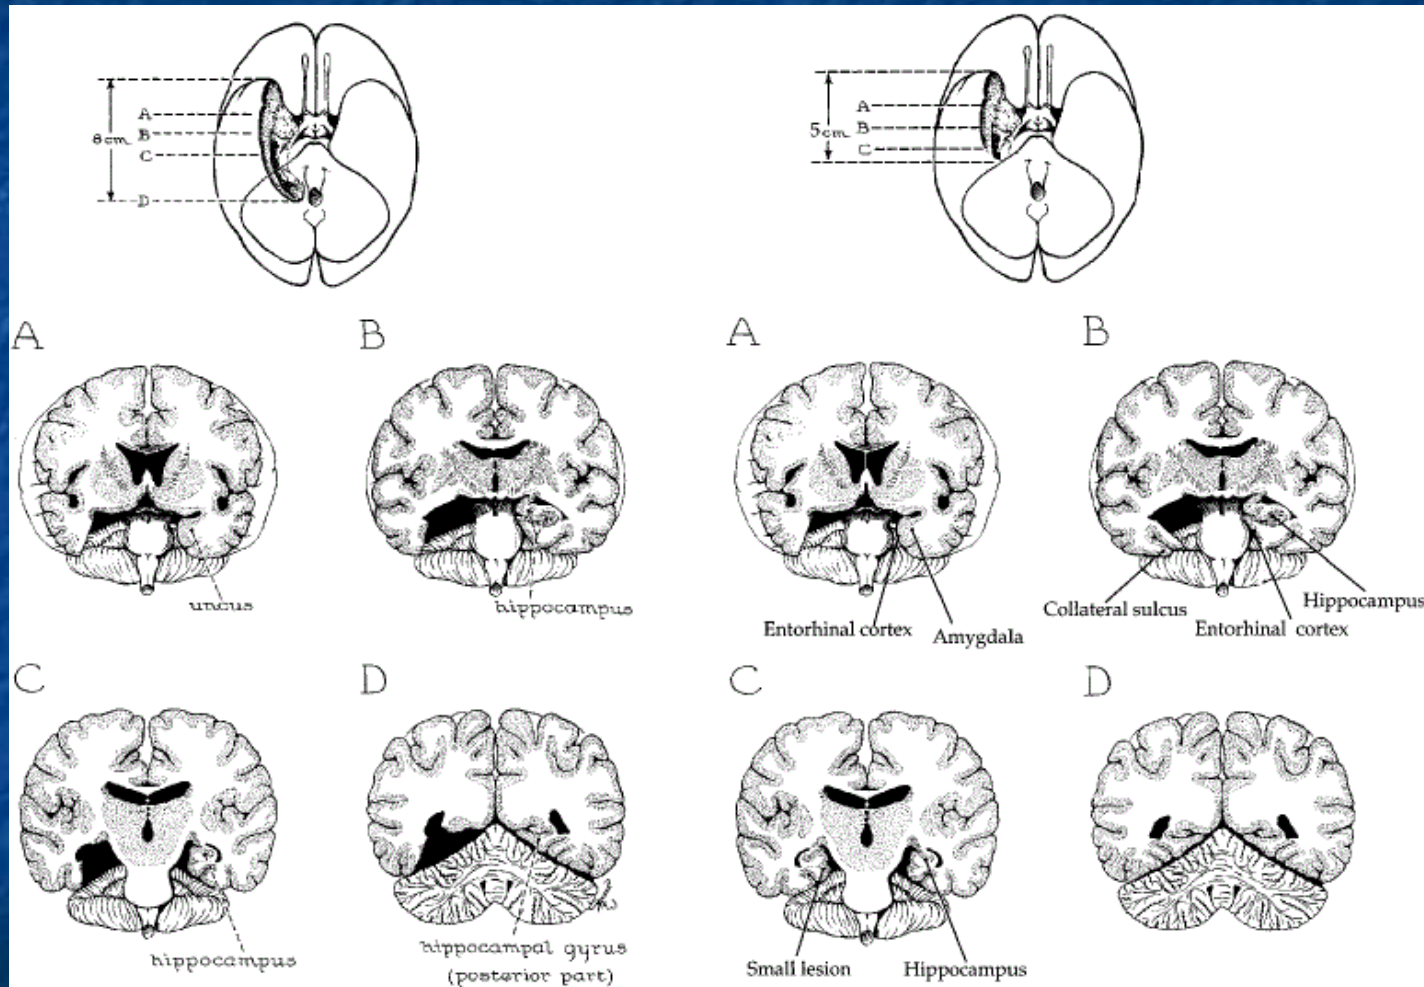 8cm
A
B
C
D
5cm
A
B
C
A
B
uncus
hippocampus
C
D
hippocampus
hippocampal gyrus
(posterior part)
A
B
Entorhinal cortex
Amygdala
Collateral sulcus
Entorhinal cortex
Hippocampus
C
D
Small lesion
Hippocampus